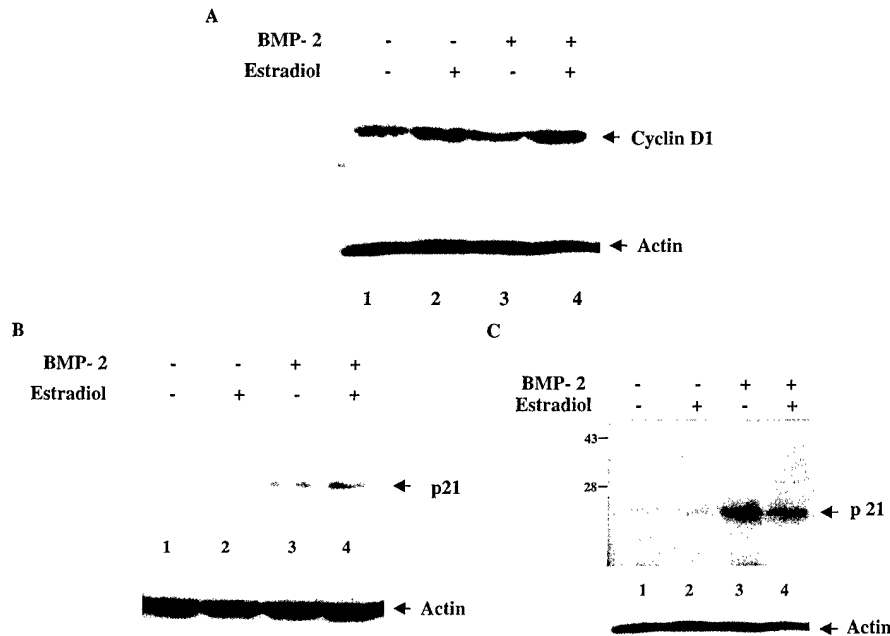 A
BMP- 2 - - + +
Estradiol - + - +
Cyclin D1
Actin
1 2 3 4
B
BMP- 2 - - + +
Estradiol - + - +
p21
1 2 3 4
Actin
C
BMP- 2 - - + +
Estradiol - + - +
43
28
p 21
1 2 3 4
Actin